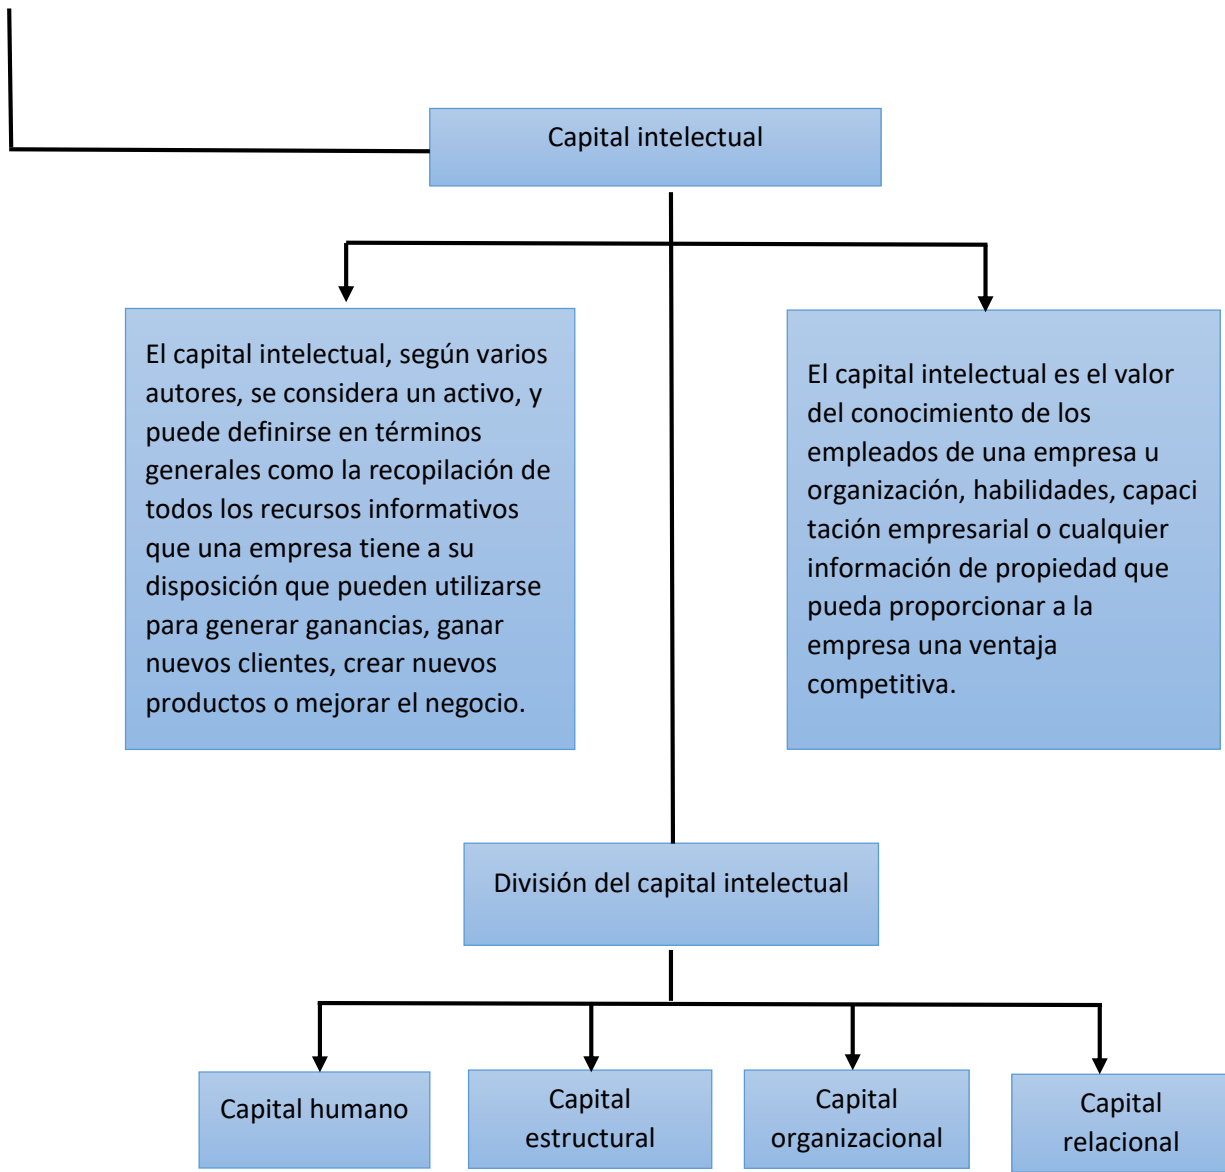 Capital intelectual
El capital intelectual, según varios
autores, se considera un activo, y
puede definirse en términos
generales como la recopilación de
todos los recursos informativos
que una empresa tiene a su
disposición que pueden utilizarse
para generar ganancias, ganar
nuevos clientes, crear nuevos
productos o mejorar el negocio.
El capital intelectual es el valor
del conocimiento de los
empleados de una empresa u
organización, habilidades, capaci
tación empresarial o cualquier
información de propiedad que
pueda proporcionar a la
empresa una ventaja
competitiva.
División del capital intelectual
Capital humano
Capital
estructural
Capital
organizacional
Capital
relacional